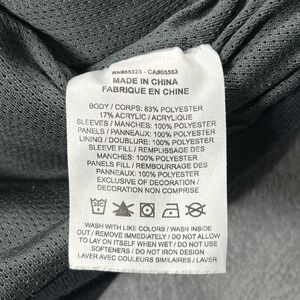 RN#56323 - CA#05553
MADE IN CHINA
FABRIQUE EN CHINE
BODY / CORPS: 83% POLYESTER
17% ACRYLIC / ACRYLIQUE
SLEEVES / MANCHES: 100% POLYESTER
PANELS / PANNEAUX: 100% POLYESTER
LINING / DOUBLURE: 100% POLYESTER
SLEEVE FILL / REMPLISSAGE DES
MANCHES: 100% POLYESTER
PANELS FILL / REMBOURRAGE DES
PANNEAUX: 100% POLYESTER
EXCLUSIVE OF DECORATION /
DECORATION NON COMPRISE
WASH WITH LIKE COLORS / WASH INSIDE
OUT / REMOVE IMMEDIATELY / DO NOT ALLOW
TO LAY ON ITSELF WHEN WET / DO NOT USE
SOFTENERS / DO NOT IRON DESIGN
LAVER AVEC COULEURS SIMILAIRES / LAVER